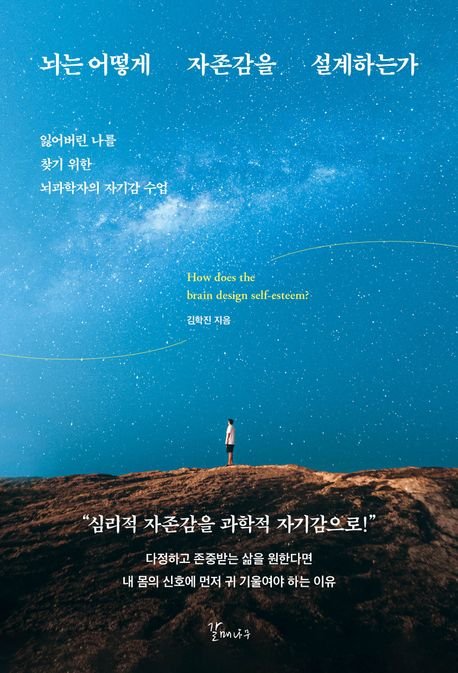 뇌는 어떻게 자존감을 설계하는가
잃어버린 나를
찾기 위한
뇌과학자의 자기감 수업
How does the
brain design self-esteem?
김학진 지음
“심리적 자존감을 과학적 자기감으로!”
다정하고 존중받는 삶을 원한다면
내 몸의 신호에 먼저 귀 기울여야 하는 이유
갈매나무